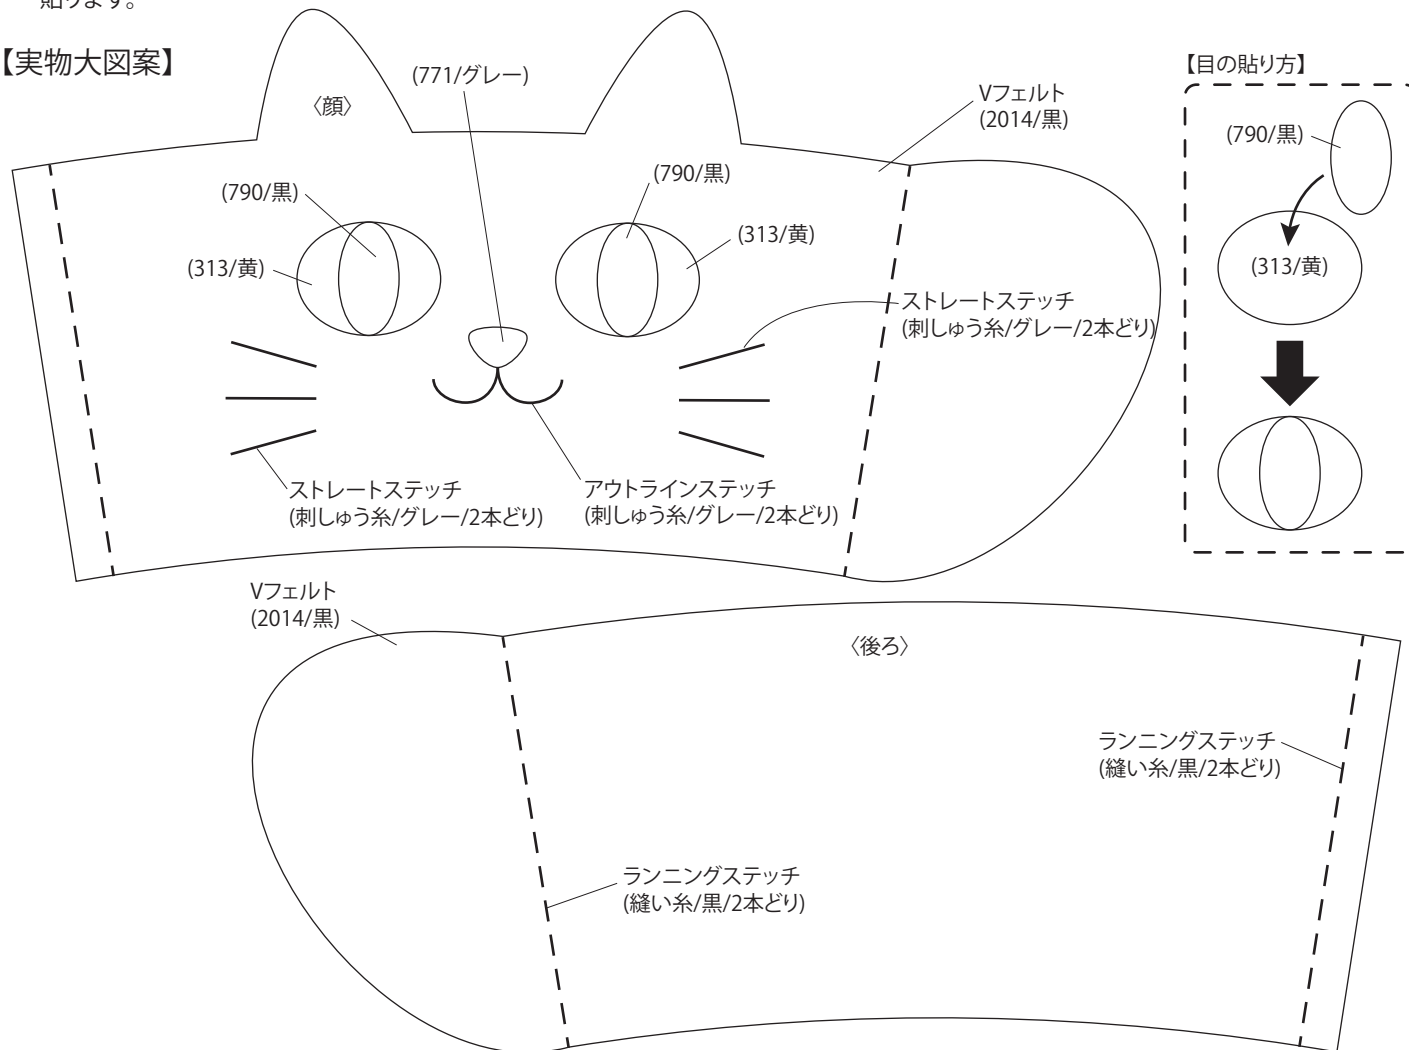 貼ります。
【実物大図案】
〈顔〉
(771/グレー)
Vフェルト
(2014/黒)
(790/黒)
(313/黄)
(790/黒)
(313/黄)
ストレートステッチ
(刺しゅう糸/グレー/2本どり)
ストレートステッチ
(刺しゅう糸/グレー/2本どり)
アウトラインステッチ
(刺しゅう糸/グレー/2本どり)
【目の貼り方】
(790/黒)
(313/黄)
Vフェルト
(2014/黒)
〈後ろ〉
ランニングステッチ
(縫い糸/黒/2本どり)
ランニングステッチ
(縫い糸/黒/2本どり)